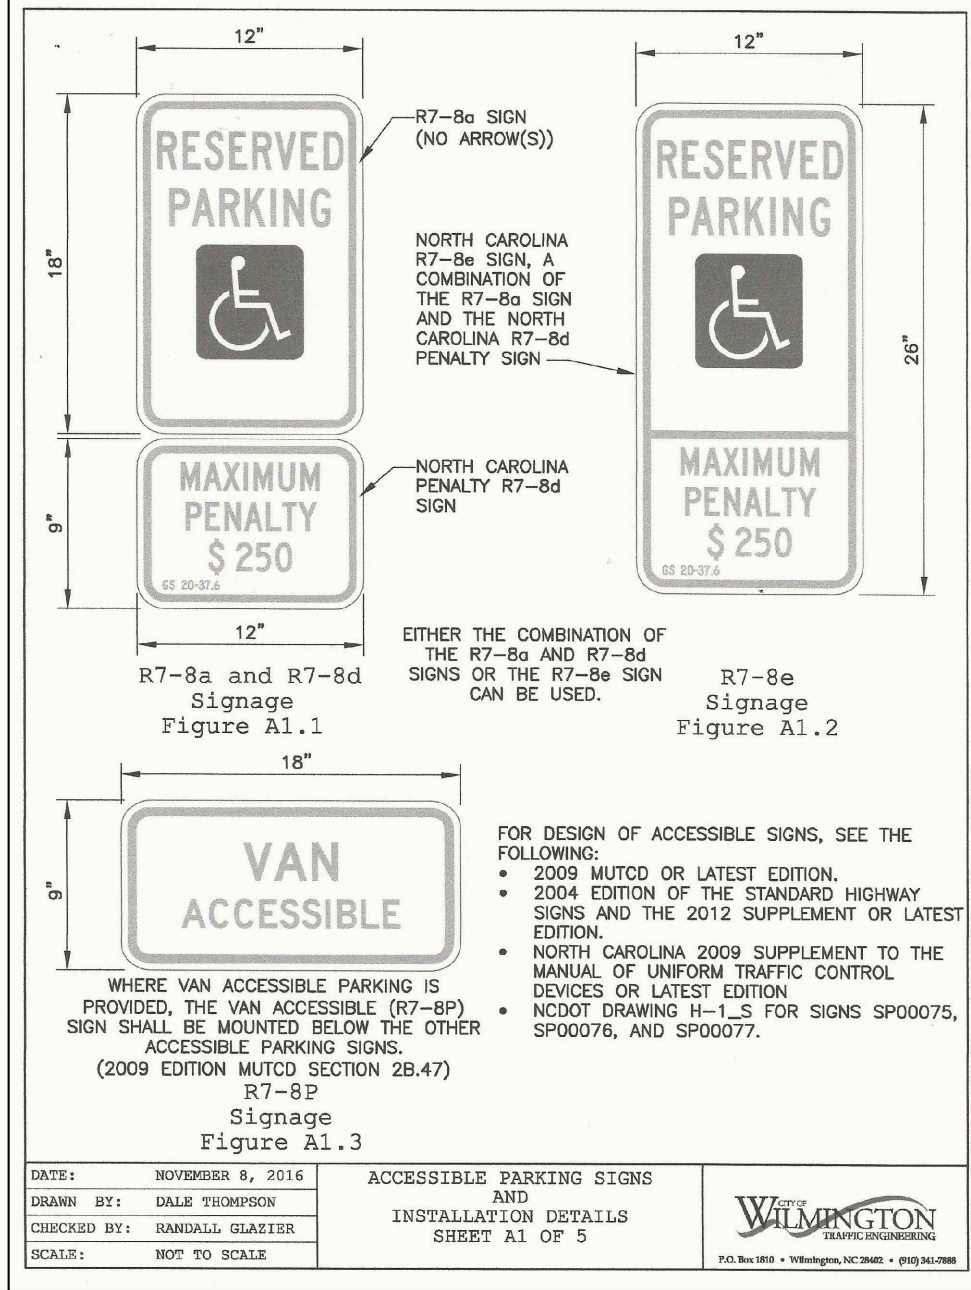 12"
12"
R7-8a SIGN
(NO ARROW(S))
RESERVED
PARKING
18"
NORTH CAROLINA
R7-8e SIGN, A
COMBINATION OF
THE R7-8a SIGN
AND THE NORTH
CAROLINA R7-8d
PENALTY SIGN
RESERVED
PARKING
26"
MAXIMUM
PENALTY
$ 250
GS 20-37.6
9"
NORTH CAROLINA
PENALTY R7-8d
SIGN
MAXIMUM
PENALTY
$ 250
GS 20-37.6
12"
R7-8a and R7-8d
Signage
Figure A1.1
EITHER THE COMBINATION OF
THE R7-8a AND R7-8d
SIGNS OR THE R7-8e SIGN
CAN BE USED.
R7-8e
Signage
Figure A1.2
18"
9"
VAN
ACCESSIBLE
WHERE VAN ACCESSIBLE PARKING IS
PROVIDED, THE VAN ACCESSIBLE (R7-8P)
SIGN SHALL BE MOUNTED BELOW THE OTHER
ACCESSIBLE PARKING SIGNS.
(2009 EDITION MUTCD SECTION 2B.47)
R7-8P
Signage
Figure A1.3
FOR DESIGN OF ACCESSIBLE SIGNS, SEE THE
FOLLOWING:
• 2009 MUTCD OR LATEST EDITION.
• 2004 EDITION OF THE STANDARD HIGHWAY
SIGNS AND THE 2012 SUPPLEMENT OR LATEST
EDITION.
• NORTH CAROLINA 2009 SUPPLEMENT TO THE
MANUAL OF UNIFORM TRAFFIC CONTROL
DEVICES OR LATEST EDITION
• NCDOT DRAWING H-1_S FOR SIGNS SP00075,
SP00076, AND SP00077.
DATE: NOVEMBER 8, 2016
DRAWN BY: DALE THOMPSON
CHECKED BY: RANDALL GLAZIER
SCALE: NOT TO SCALE
ACCESSIBLE PARKING SIGNS
AND
INSTALLATION DETAILS
SHEET A1 OF 5
CITY OF
WILMINGTON
TRAFFIC ENGINEERING
P.O. Box 1810 • Wilmington, NC 28402 • (910) 341-7888